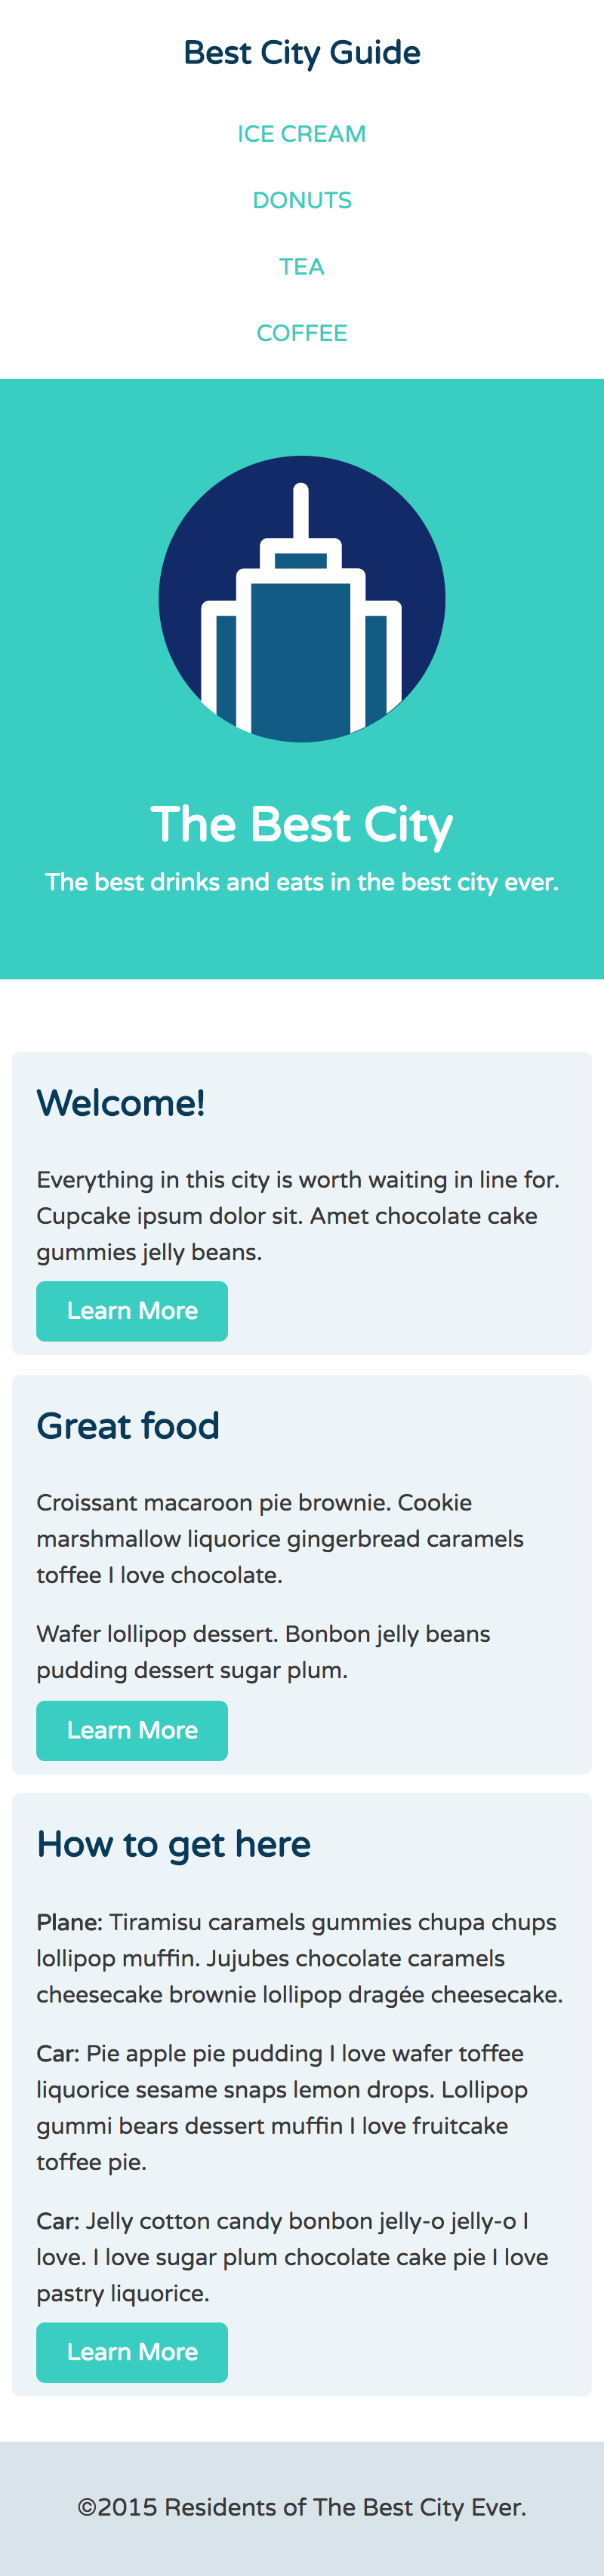 Best City Guide
ICE CREAM
DONUTS
TEA
COFFEE
The Best City
The best drinks and eats in the best city ever.
Welcome!
Everything in this city is worth waiting in line for.
Cupcake ipsum dolor sit. Amet chocolate cake
gummies jelly beans.
Learn More
Great food
Croissant macaroon pie brownie. Cookie
marshmallow liquorice gingerbread caramels
toffee I love chocolate.
Wafer lollipop dessert. Bonbon jelly beans
pudding dessert sugar plum.
Learn More
How to get here
Plane: Tiramisu caramels gummies chupa chups
lollipop muffin. Jujubes chocolate caramels
cheesecake brownie lollipop dragée cheesecake.
Car: Pie apple pie pudding I love wafer toffee
liquorice sesame snaps lemon drops. Lollipop
gummi bears dessert muffin I love fruitcake
toffee pie.
Car: Jelly cotton candy bonbon jelly-o jelly-o I
love. I love sugar plum chocolate cake pie I love
pastry liquorice.
Learn More
©2015 Residents of The Best City Ever.